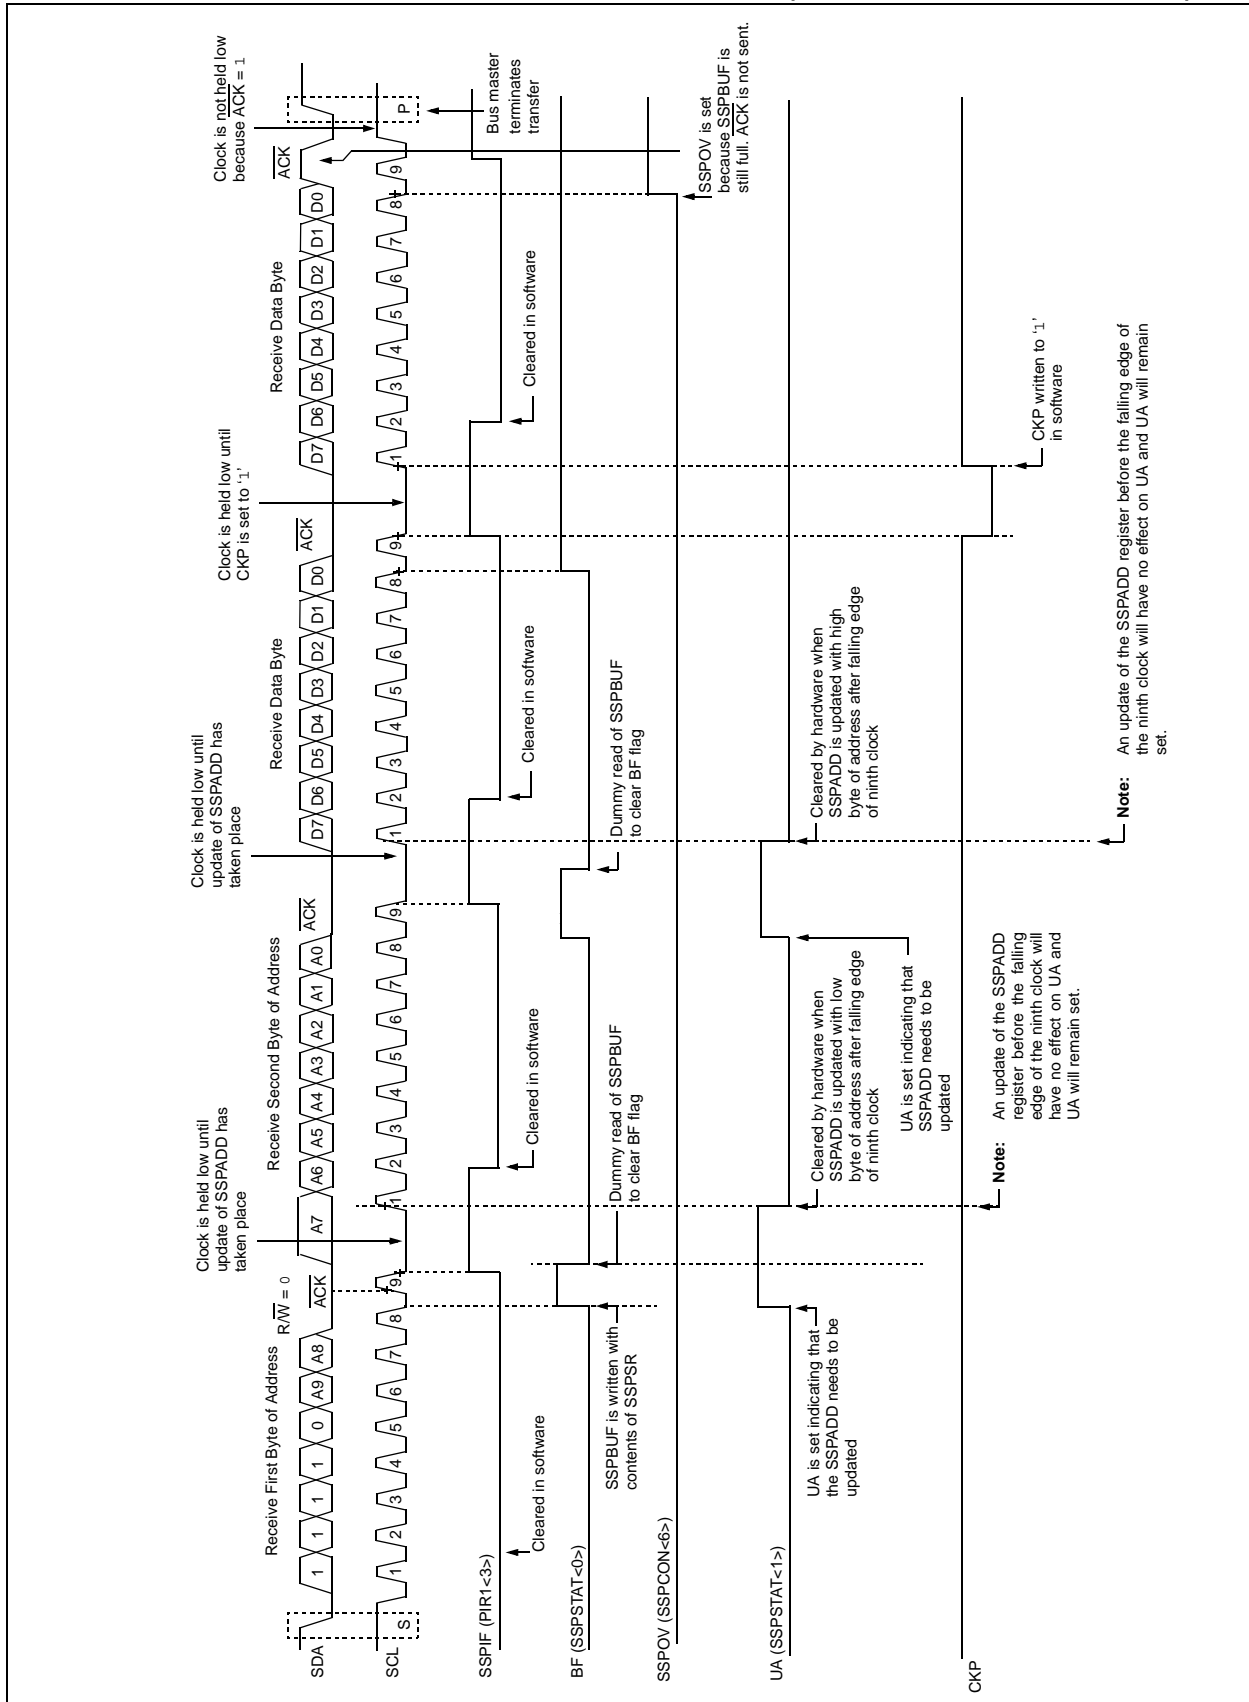 Receive First Byte of Address
R/W = 0
Receive Second Byte of Address
Receive Data Byte
Receive Data Byte
Clock is held low until
update of SSPADD has
taken place
Clock is held low until
update of SSPADD has
taken place
Clock is held low until
CKP is set to ‘1’
Clock is not held low
because ACK = 1
SDA
1 1 1 1 0 A9 A8 ACK A7 A6 A5 A4 A3 A2 A1 A0 ACK D7 D6 D5 D4 D3 D2 D1 D0 ACK D7 D6 D5 D4 D3 D2 D1 D0 ACK
SCL
S 1 2 3 4 5 6 7 8 9 1 2 3 4 5 6 7 8 9 1 2 3 4 5 6 7 8 9 1 2 3 4 5 6 7 8 9 P
Bus master
terminates
transfer
SSPIF (PIR1<3>)
Cleared in software
Cleared in software
Cleared in software
Cleared in software
BF (SSPSTAT<0>)
SSPBUF is written with
contents of SSPSR
Dummy read of SSPBUF
to clear BF flag
Dummy read of SSPBUF
to clear BF flag
SSPOV (SSPCON<6>)
SSPOV is set
because SSPBUF is
still full. ACK is not sent.
UA (SSPSTAT<1>)
UA is set indicating that
the SSPADD needs to be
updated
Cleared by hardware when
SSPADD is updated with low
byte of address after falling edge
of ninth clock
UA is set indicating that
SSPADD needs to be
updated
Cleared by hardware when
SSPADD is updated with high
byte of address after falling edge
of ninth clock
CKP
CKP written to ‘1’
in software
Note: An update of the SSPADD
register before the falling
edge of the ninth clock will
have no effect on UA and
UA will remain set.
Note: An update of the SSPADD register before the falling edge of
the ninth clock will have no effect on UA and UA will remain
set.